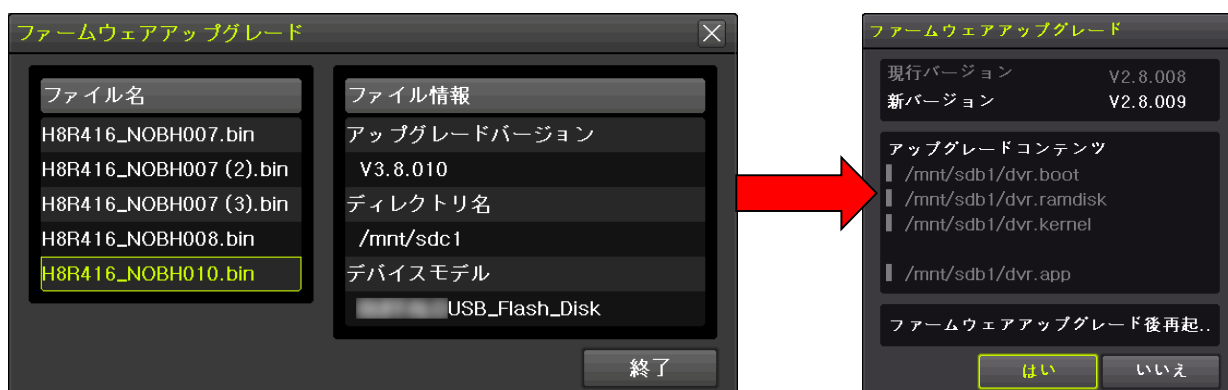 ファームウェアアップグレード
ファイル名
H8R416_NOBH007.bin
H8R416_NOBH007 (2).bin
H8R416_NOBH007 (3).bin
H8R416_NOBH008.bin
H8R416_NOBH010.bin
ファイル情報
アップグレードバージョン
V3.8.010
ディレクトリ名
/mnt/sdc1
デバイスモデル
USB_Flash_Disk
終了
ファームウェアアップグレード
現行バージョン V2.8.008
新バージョン V2.8.009
アップグレードコンテンツ
/mnt/sdb1/dvr.boot
/mnt/sdb1/dvr.ramdisk
/mnt/sdb1/dvr.kernel
/mnt/sdb1/dvr.app
ファームウェアアップグレード後再起..
はい いいえ